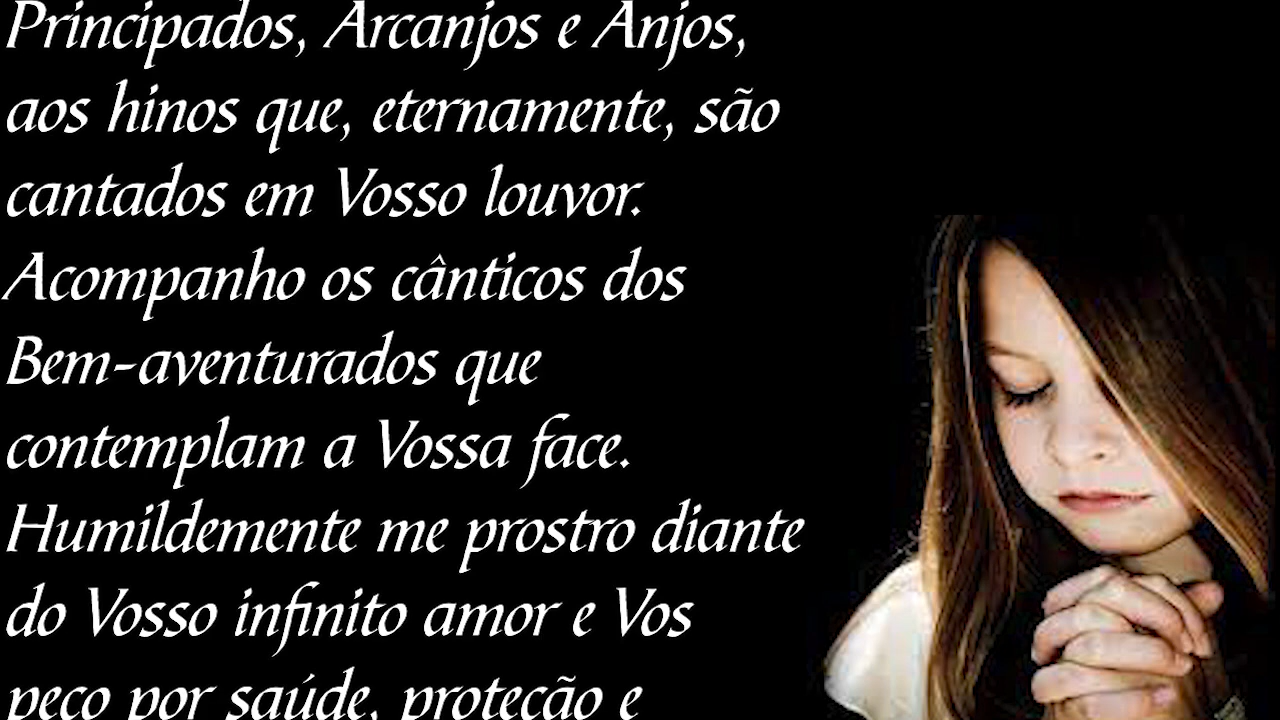 Principados, Arcanjos e Anjos,
aos hinos que, eternamente, são
cantados em Vosso louvor.
Acompanho os cânticos dos
Bem-aventurados que
contemplam a Vossa face.
Humildemente me prostro diante
do Vosso infinito amor e Vos
peço por saúde, proteção e